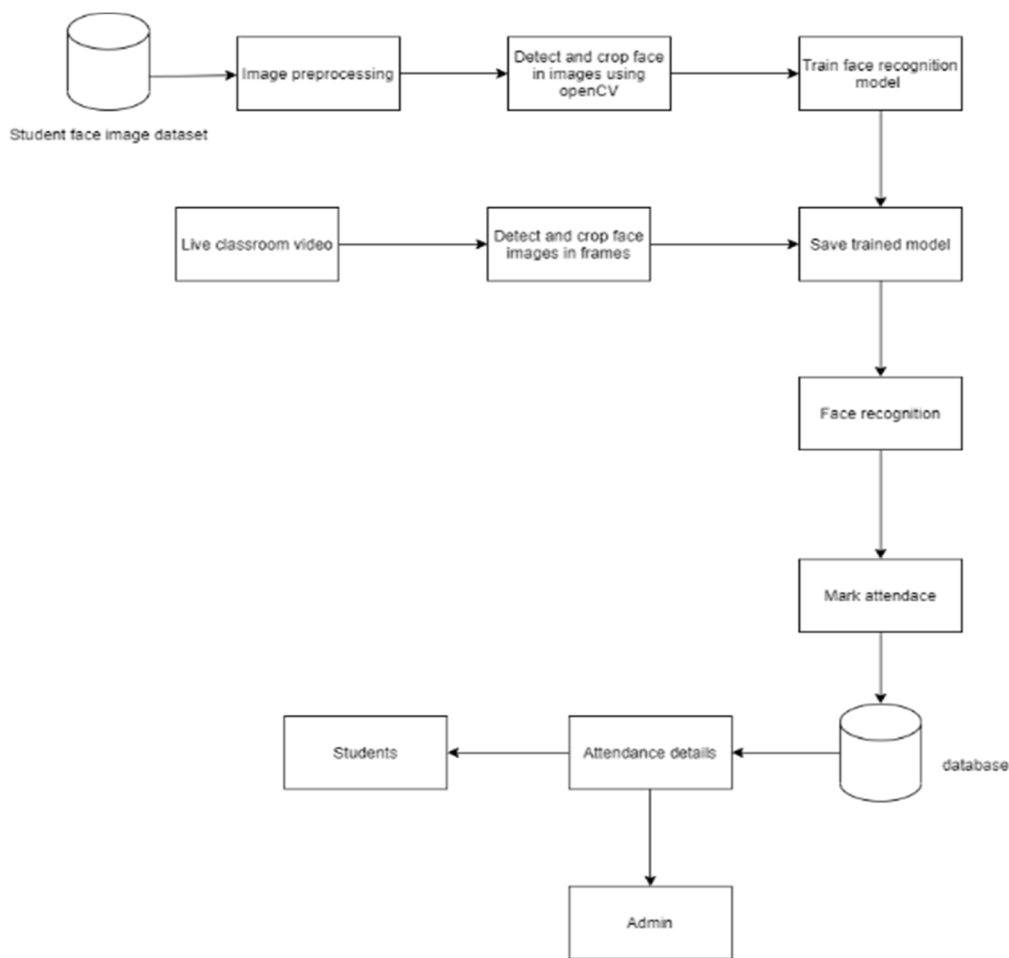 Image preprocessing
Detect and crop face
in images using
openCV
Train face recognition
model
Student face image dataset
Live classroom video
Detect and crop face
images in frames
Save trained model
Face recognition
Mark attendace
Students
Attendance details
database
Admin